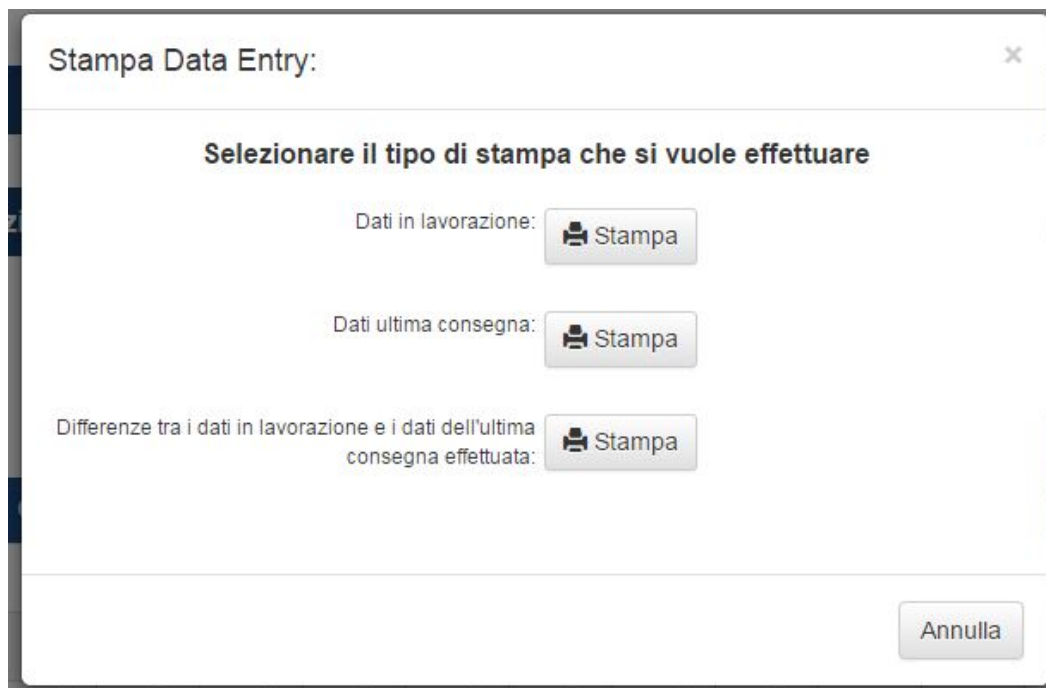 Stampa Data Entry:
×
Selezionare il tipo di stampa che si vuole effettuare
Dati in lavorazione:
Stampa
Dati ultima consegna:
Stampa
Differenze tra i dati in lavorazione e i dati dell'ultima
consegna effettuata:
Stampa
Annulla